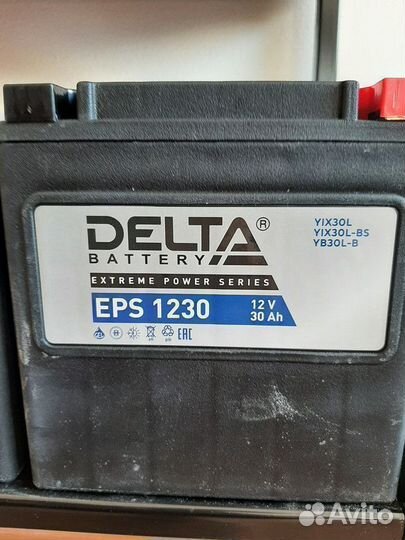 DELTA®
BATTERY
EXTREME POWER SERIES
EPS 1230
12 V
30 Ah
YIX30L
YIX30L-BS
YB30L-B
EAC
Avito